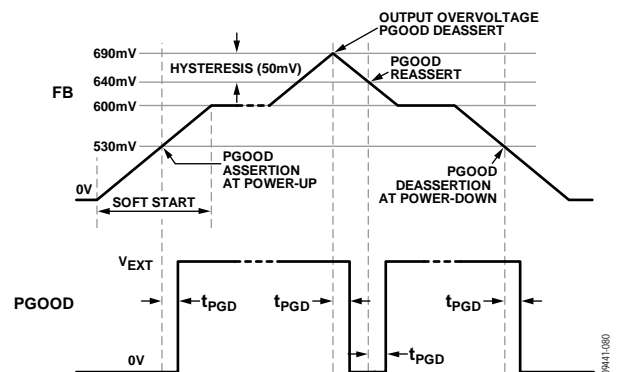 OUTPUT OVERVOLTAGE
PGOOD DEASSERT
690mV
HYSTERESIS (50mV)
PGOOD
REASSERT
640mV
FB
600mV
530mV
PGOOD
ASSERTION
AT POWER-UP
PGOOD
DEASSERTION
AT POWER-DOWN
0V
SOFT START
VEXT
PGOOD
tPGD
tPGD
tPGD
tPGD
0V
09441-080